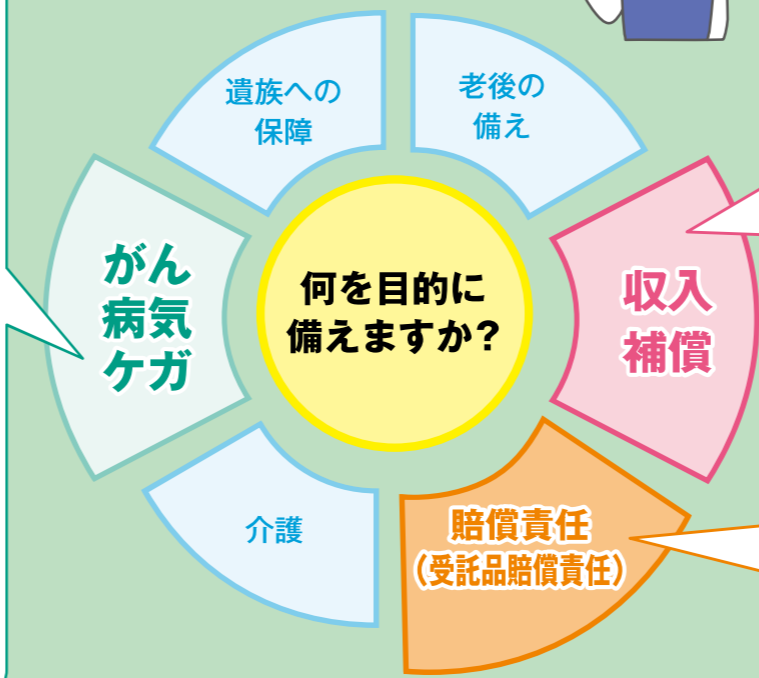 遺族への
保障
老後の
備え
がん
病気
ケガ
何を目的に
備えますか?
収入
補償
介護
賠償責任
(受託品賠償責任)